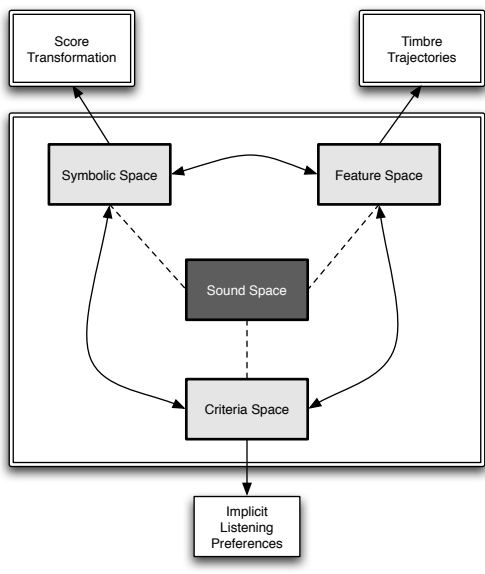 Score
Transformation
Timbre
Trajectories
Symbolic Space
Feature Space
Sound Space
Criteria Space
Implicit
Listening
Preferences